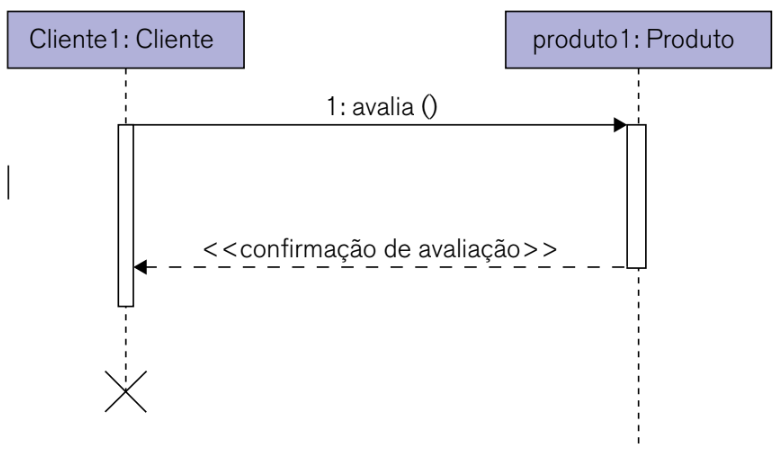 Cliente1: Cliente
produto1: Produto
1: avalia ()
<<confirmação de avaliação>>